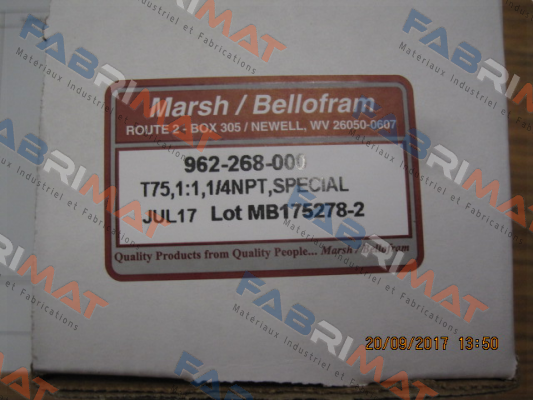 Marsh / Bellofram
ROUTE 2 - BOX 305 / NEWELL, WV 26050-0607
962-268-000
T75,1:1,1/4NPT,SPECIAL
JUL17 Lot MB175278-2
Quality Products from Quality People... Marsh / Bellofram
20/09/2017 13:50
FABRIMAT
Materiaux Industriel et Fabrications